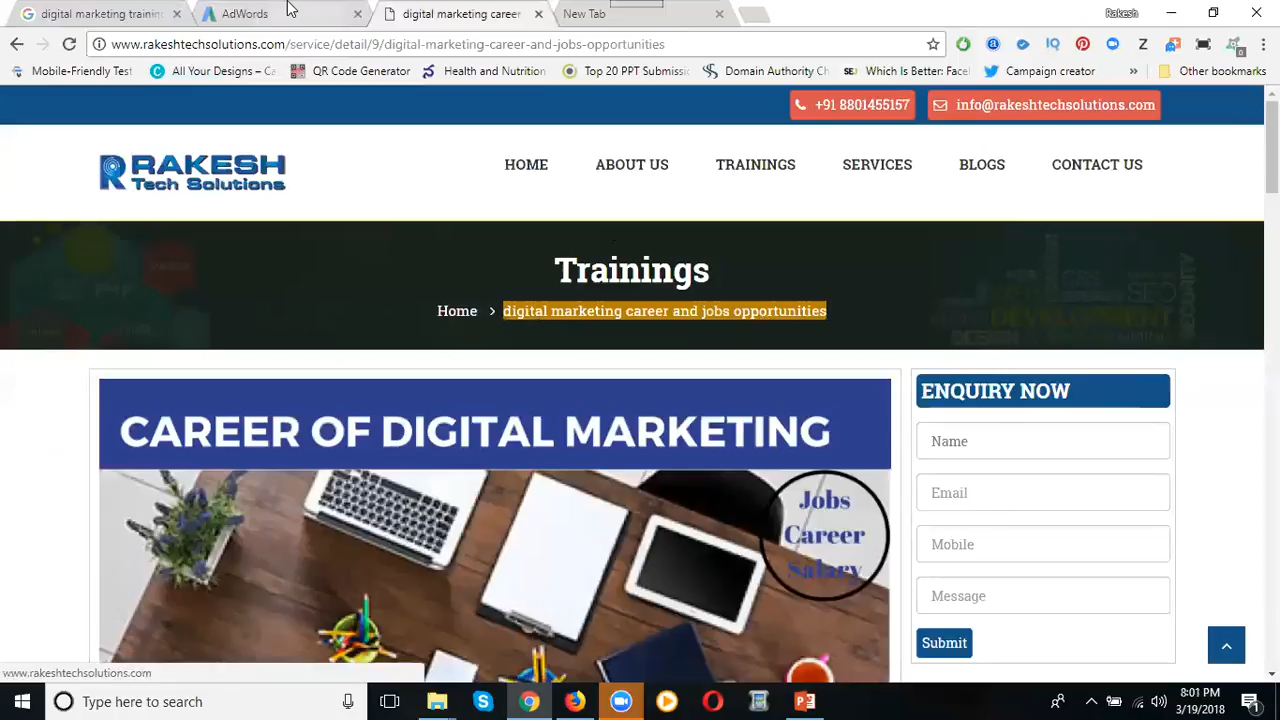 digital marketing training
AdWords
digital marketing career
New Tab
Rakesh
www.rakeshtechsolutions.com/service/detail/9/digital-marketing-career-and-jobs-opportunities
Mobile-Friendly Test
All Your Designs – Ca
QR Code Generator
Health and Nutrition
Top 20 PPT Submissi
Domain Authority Ch
SEJ
Which Is Better: Facel
Campaign creator
»
Other bookmarks
+91 8801455157
info@rakeshtechsolutions.com
RAKESH
Tech Solutions
HOME
ABOUT US
TRAININGS
SERVICES
BLOGS
CONTACT US
Trainings
Home > digital marketing career and jobs opportunities
CAREER OF DIGITAL MARKETING
Jobs
Career
Salary
ENQUIRY NOW
Name
Email
Mobile
Message
Submit
www.rakeshtechsolutions.com
Type here to search
8:01 PM
3/19/2018